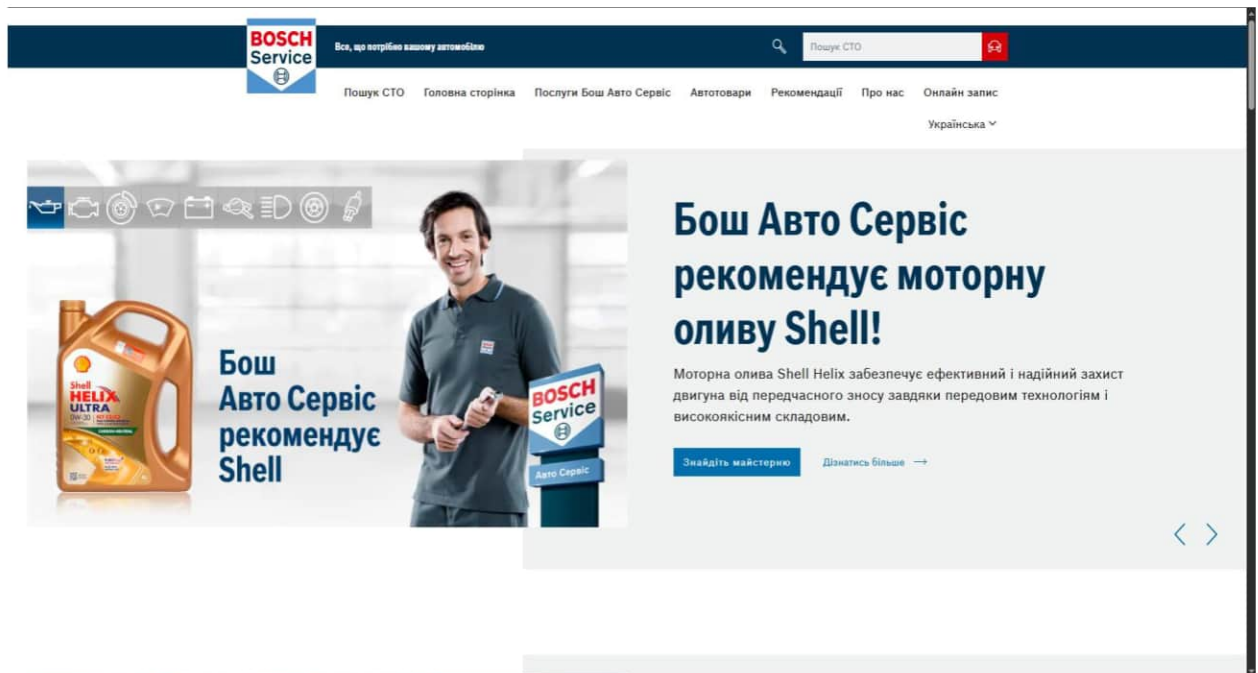 BOSCH
Service
Все, що потрібно вашому автомобілю
Пошук СТО
Пошук СТО Головна сторінка Послуги Бош Авто Сервіс Автотовари Рекомендації Про нас Онлайн запис
Українська
Бош Авто Сервіс
рекомендує моторну
оливу Shell!
Моторна олива Shell Helix забезпечує ефективний і надійний захист
двигуна від передчасного зносу завдяки передовим технологіям і
високоякісним складовим.
Знайдіть майстерню Дізнатись більше
Бош
Авто Сервіс
рекомендує
Shell
Shell
HELIX
ULTRA
0W-30
BOSCH
Service
Авто Сервіс